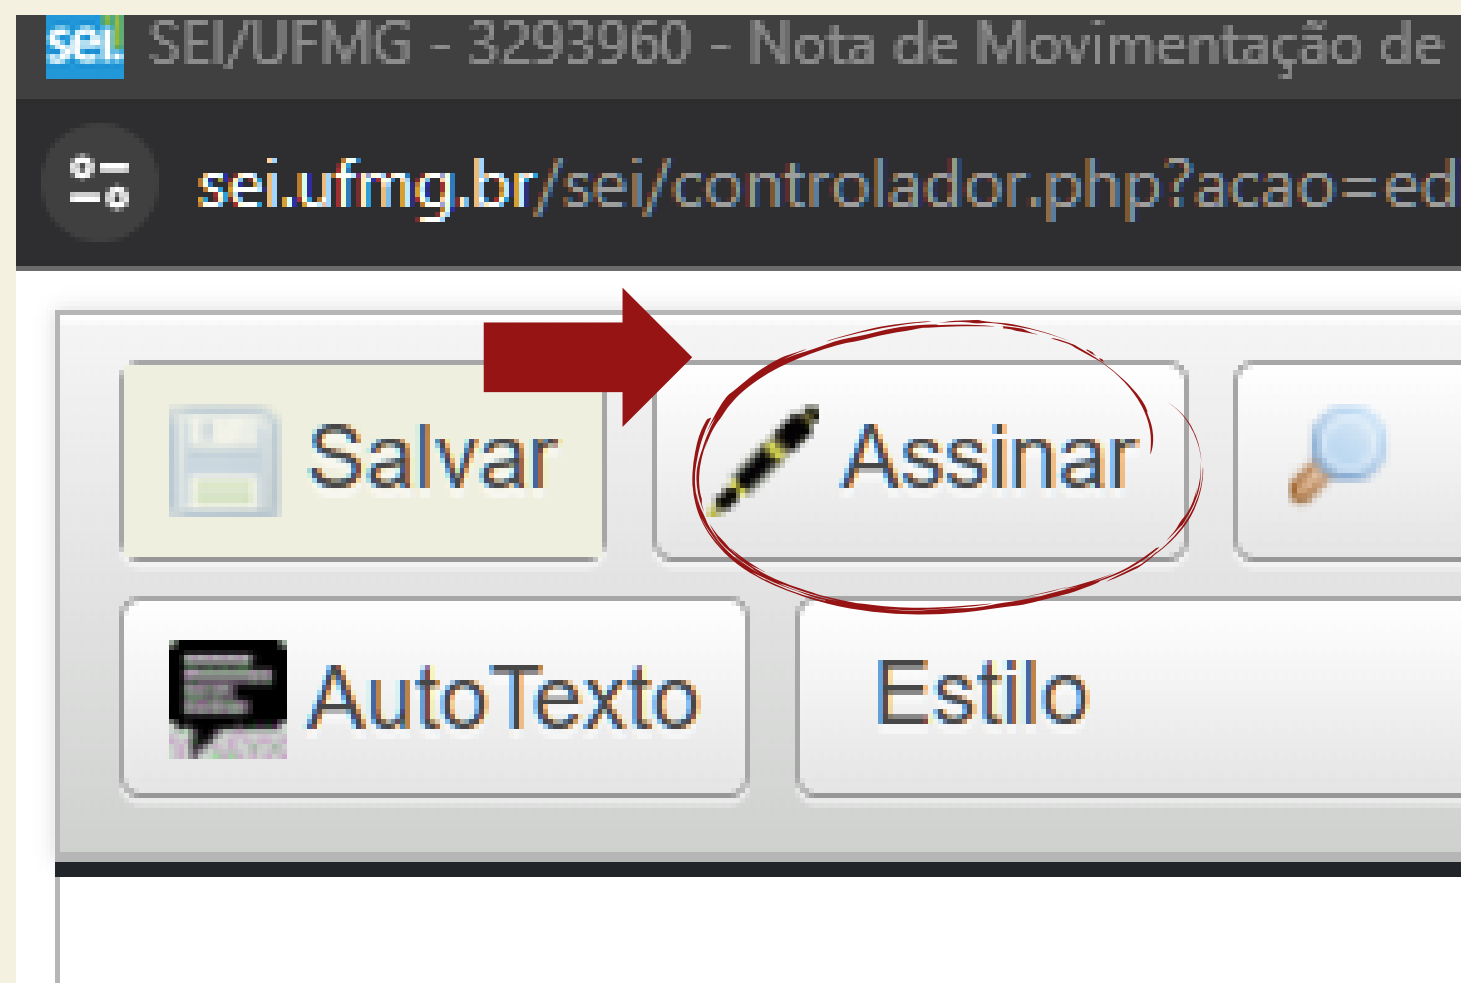 sei! SEI/UFMG - 3293960 - Nota de Movimentação de
sei.ufmg.br/sei/controlador.php?acao=ed
Salvar Assinar
AutoTexto Estilo